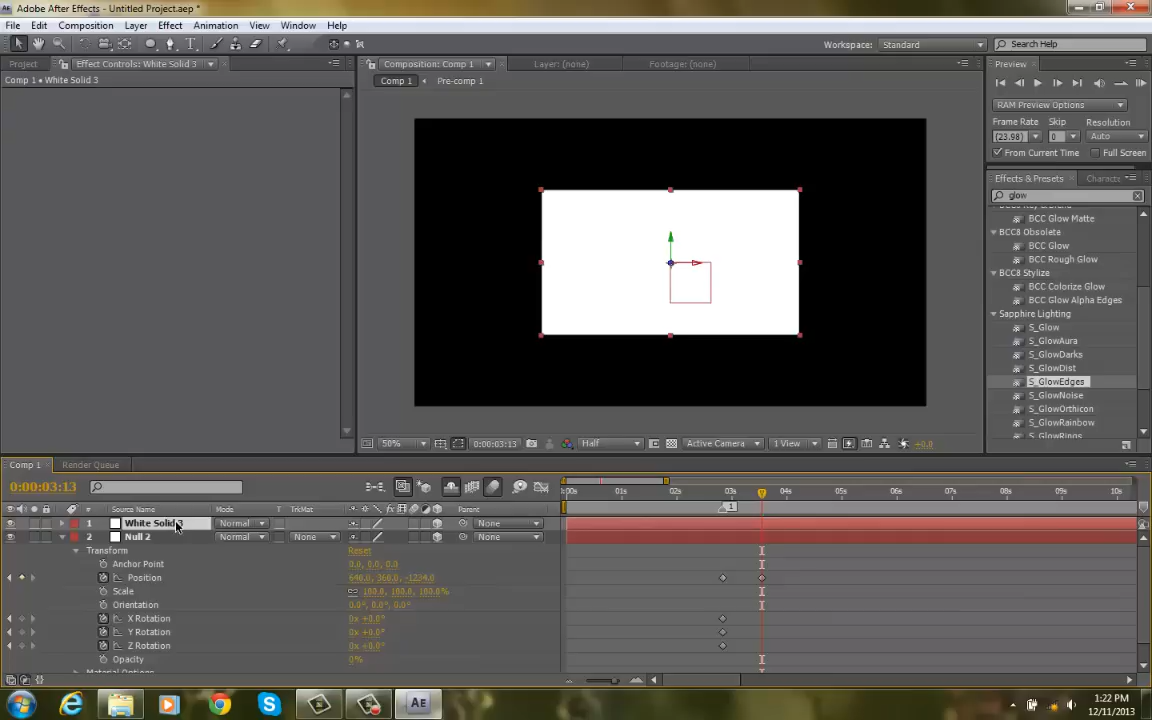 Adobe After Effects - Untitled Project.aep *
File Edit Composition Layer Effect Animation View Window Help
Workspace: Standard Search Help
Project Effect Controls: White Solid 3
Comp 1 • White Solid 3
Composition: Comp 1 Layer: (none) Footage: (none)
Comp 1 Pre-comp 1
Preview
RAM Preview Options
Frame Rate Skip Resolution
(23.98) 0 Auto
From Current Time Full Screen
Effects & Presets Characte
glow
BCC Glow Matte
BCC8 Obsolete
BCC Glow
BCC Rough Glow
BCC8 Stylize
BCC Colorize Glow
BCC Glow Alpha Edges
Sapphire Lighting
S_Glow
S_GlowAura
S_GlowDarks
S_GlowDist
S_GlowEdges
S_GlowNoise
S_GlowOrthicon
S_GlowRainbow
S_GlowRings
50% 0:00:03:13 Half Active Camera 1 View +0.0
Comp 1 Render Queue
0:00:03:13
# Source Name Mode T TrkMat Parent
:00s 01s 02s 03s 04s 05s 06s 07s 08s 09s 10s
1
1 White Solid 3 Normal None
2 Null 2 Normal None None
Transform Reset
Anchor Point 0.0, 0.0, 0.0
Position 640.0, 360.0, -1234.0
Scale 100.0, 100.0, 100.0%
Orientation 0.0°, 0.0°, 0.0°
X Rotation 0x +0.0°
Y Rotation 0x +0.0°
Z Rotation 0x +0.0°
Opacity 0%
Material Options
AE
1:22 PM
12/11/2013